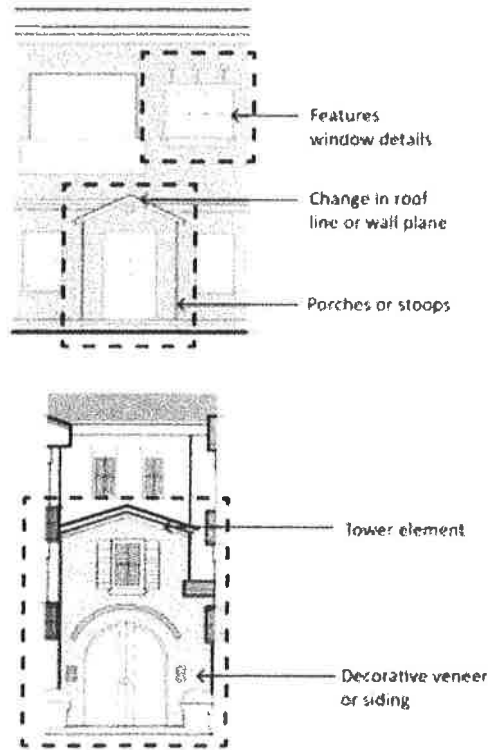 Features
window details
Change in roof
line or wall plane
Porches or stoops
Tower element
Decorative veneer
or siding